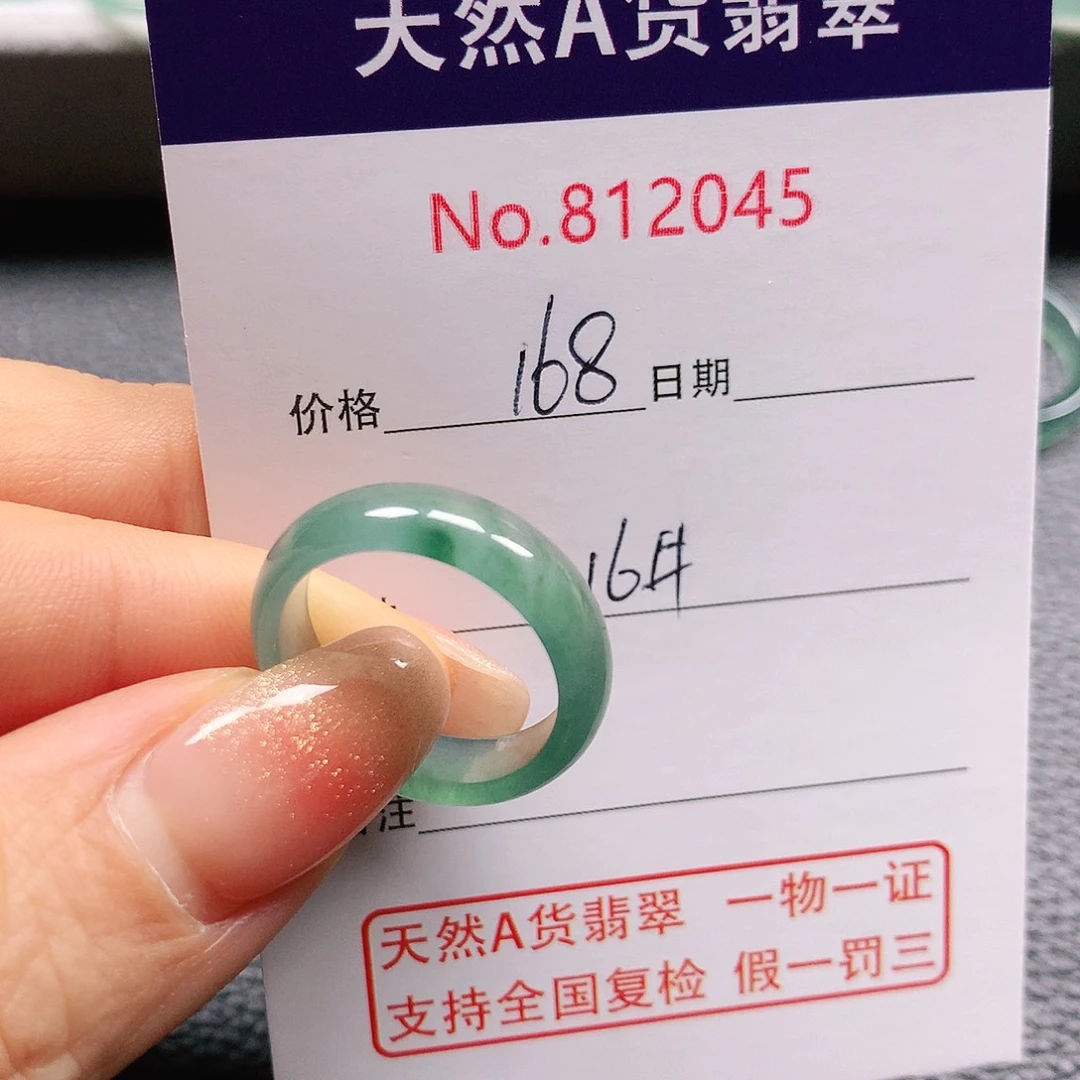 天然A货翡翠
No.812045
价格 168 日期
16#
注
天然A货翡翠 一物一证
支持全国复检 假一罚三